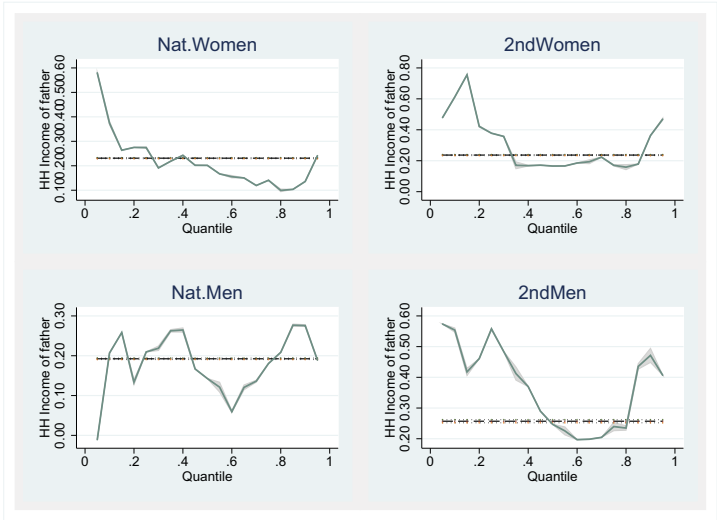 Nat.Women
HH Income of father
0.10 0.20 0.30 0.40 0.50 0.60
0 .2 .4 .6 .8 1
Quantile
2ndWomen
HH Income of father
0.00 0.20 0.40 0.60 0.80
0 .2 .4 .6 .8 1
Quantile
Nat.Men
HH Income of father
0.00 0.10 0.20 0.30
0 .2 .4 .6 .8 1
Quantile
2ndMen
HH Income of father
0.20 0.30 0.40 0.50 0.60
0 .2 .4 .6 .8 1
Quantile